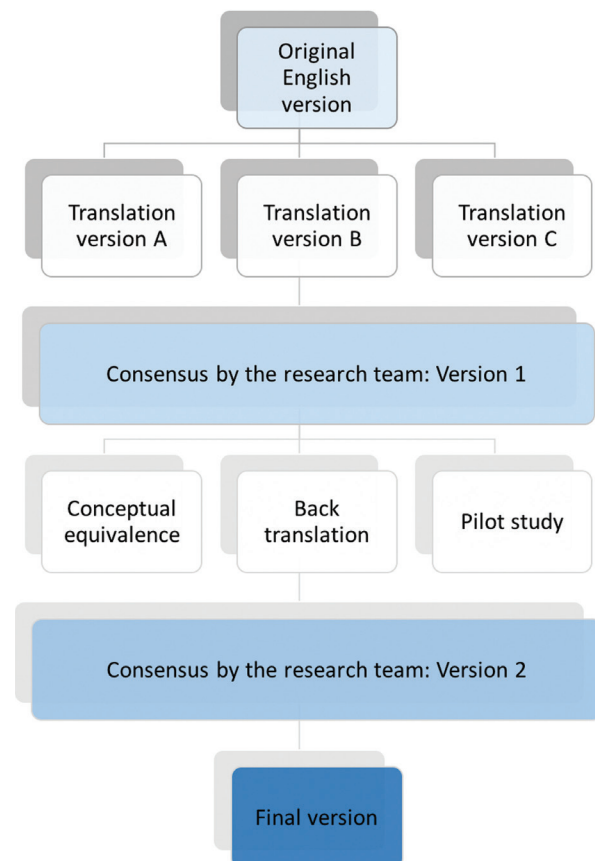 Original
English
version
Translation
version A
Translation
version B
Translation
version C
Consensus by the research team: Version 1
Conceptual
equivalence
Back
translation
Pilot study
Consensus by the research team: Version 2
Final version